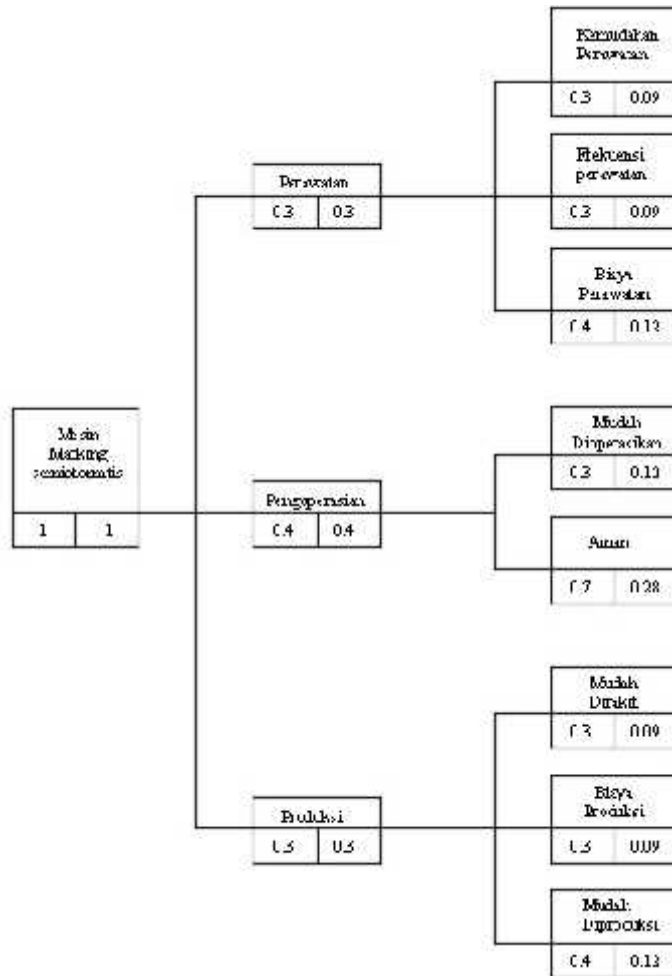 Kemudahan
Perawatan
0.3 0.09
Frekuensi
perawatan
0.3 0.09
Biaya
Perawatan
0.4 0.12
Perawatan
0.3 0.3
Mesin
Marking
semiotomatis
1 1
Pengoperasian
0.4 0.4
Mudah
Dioperasikan
0.3 0.12
Aman
0.7 0.28
Mudah
Dirakit
0.3 0.09
Biaya
Produksi
0.3 0.09
Produksi
0.3 0.3
Mudah
Diproduksi
0.4 0.12